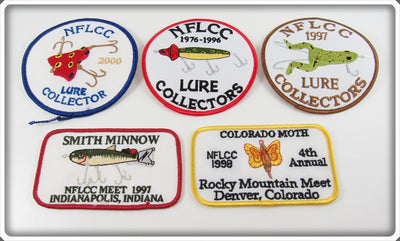 NFLCC
2000
LURE
COLLECTOR
NFLCC
1976-1996
LURE
COLLECTORS
NFLCC
1997
LURE
COLLECTORS
SMITH MINNOW
NFLCC MEET 1997
INDIANAPOLIS, INDIANA
COLORADO MOTH
NFLCC
1998
4th
Annual
Rocky Mountain Meet
Denver, Colorado